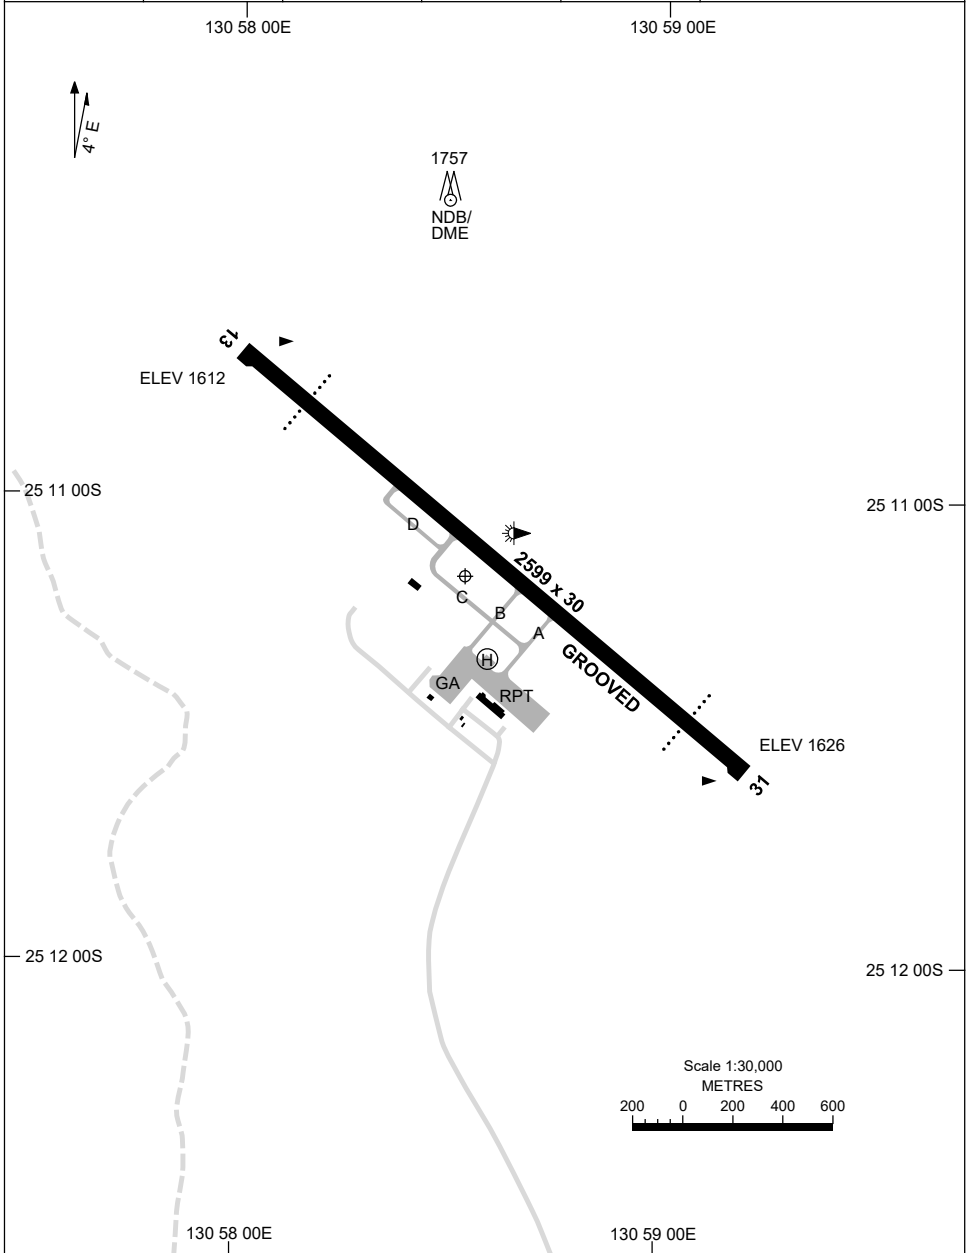 130 58 00E
130 59 00E
4° E
1757
NDB/
DME
13
ELEV 1612
25 11 00S
25 11 00S
D
2599 x 30
C
B
A
GROOVED
H
GA
RPT
ELEV 1626
31
25 12 00S
25 12 00S
Scale 1:30,000
METRES
200 0 200 400 600
130 58 00E
130 59 00E